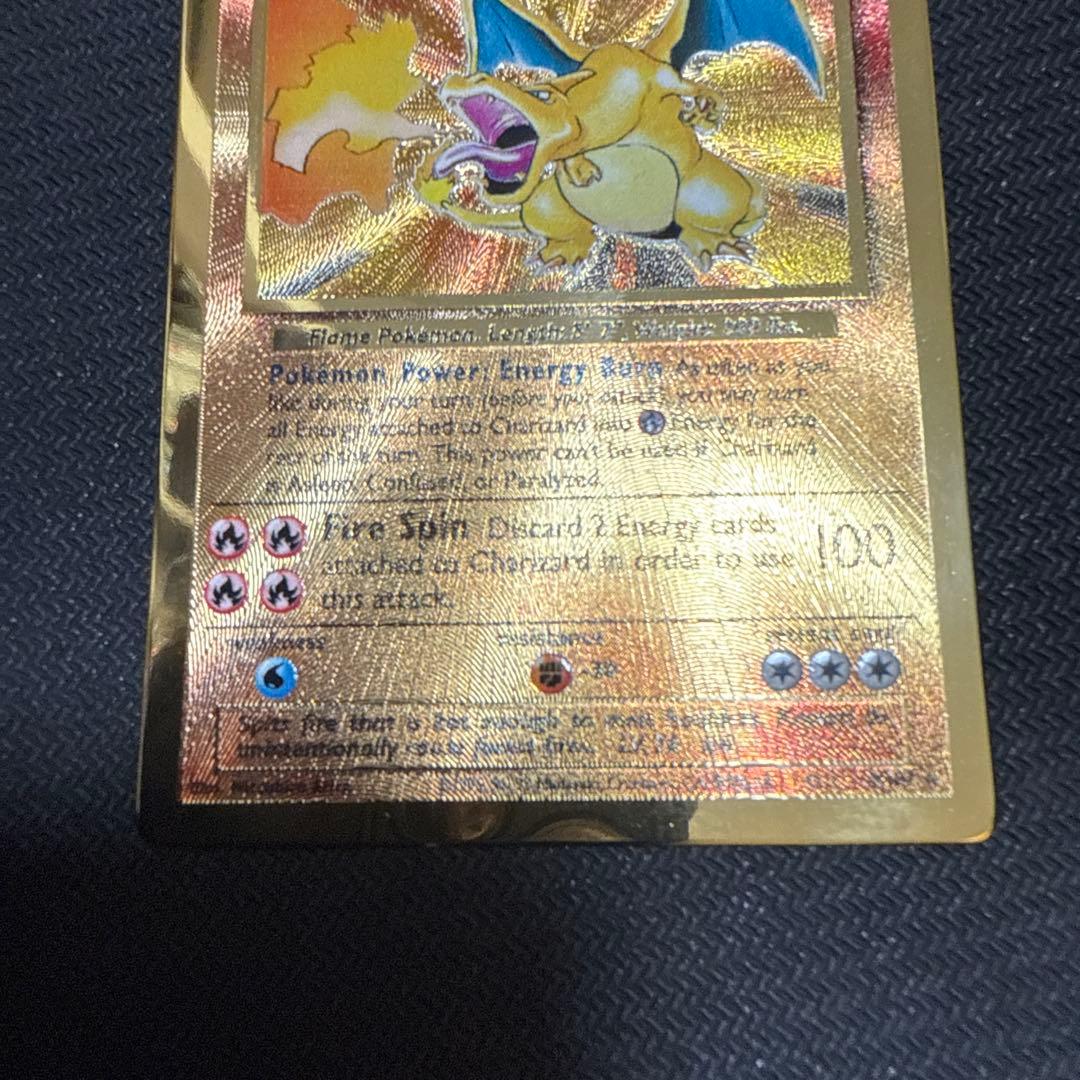 Flame Pokémon. Length: 5' 7", Weight: 200 lbs.
Pokémon Power: Energy Burn As often as you
like during your turn (before your attack), you may turn
all Energy attached to Charizard into Energy for the
rest of the turn. This power can't be used if Charizard
is Asleep, Confused, or Paralyzed.
Fire Spin Discard 2 Energy cards
attached to Charizard in order to use
this attack.
100
weakness
resistance
retreat cost
-30
Spits fire that is hot enough to melt boulders. Known to
unintentionally cause forest fires.